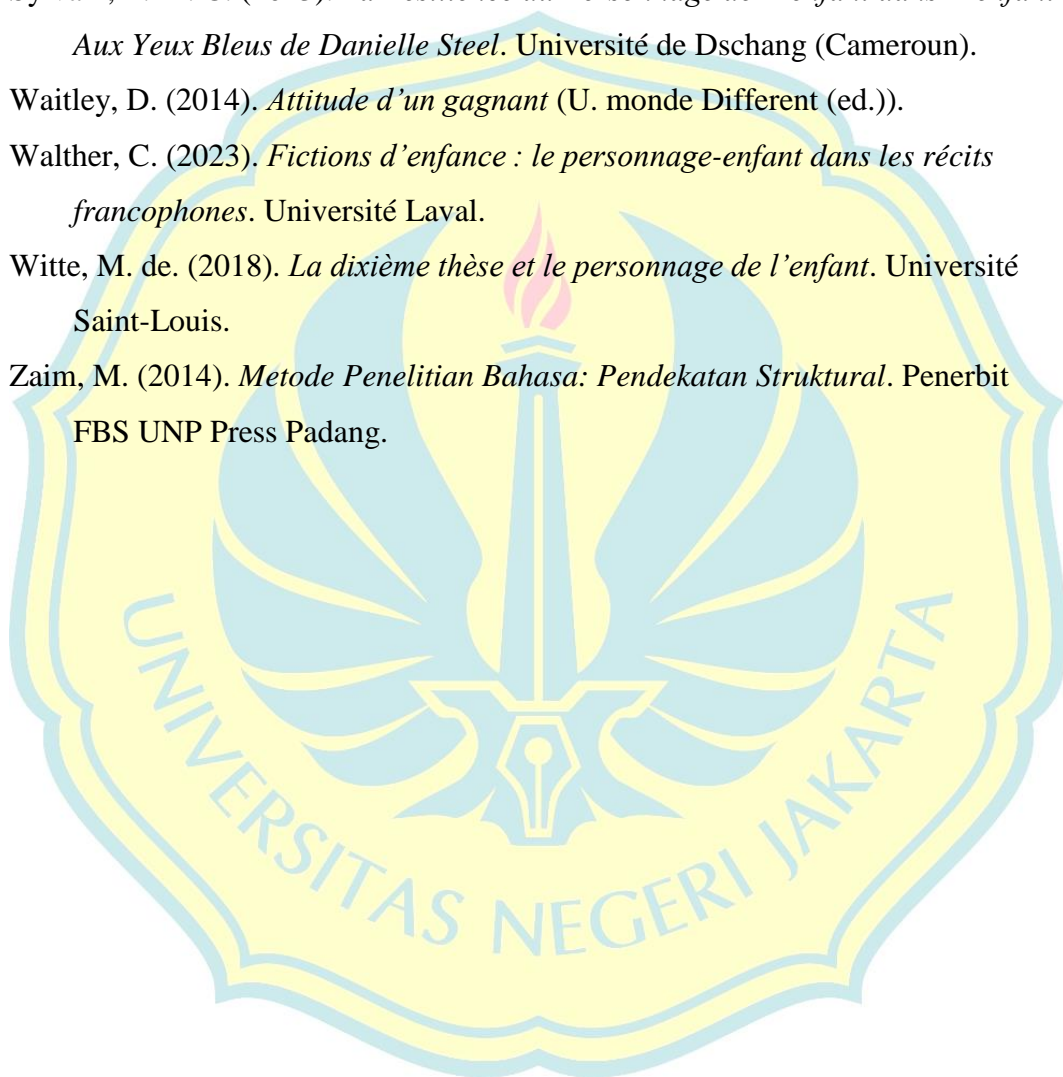 Aux Yeux Bleus de Danielle Steel. Université de Dschang (Cameroun).
Waitley, D. (2014). Attitude d’un gagnant (U. monde Different (ed.)).
Walther, C. (2023). Fictions d’enfance : le personnage-enfant dans les récits
francophones. Université Laval.
Witte, M. de. (2018). La dixième thèse et le personnage de l’enfant. Université
Saint-Louis.
Zaim, M. (2014). Metode Penelitian Bahasa: Pendekatan Struktural. Penerbit
FBS UNP Press Padang.
UNIVERSITAS NEGERI JAKARTA